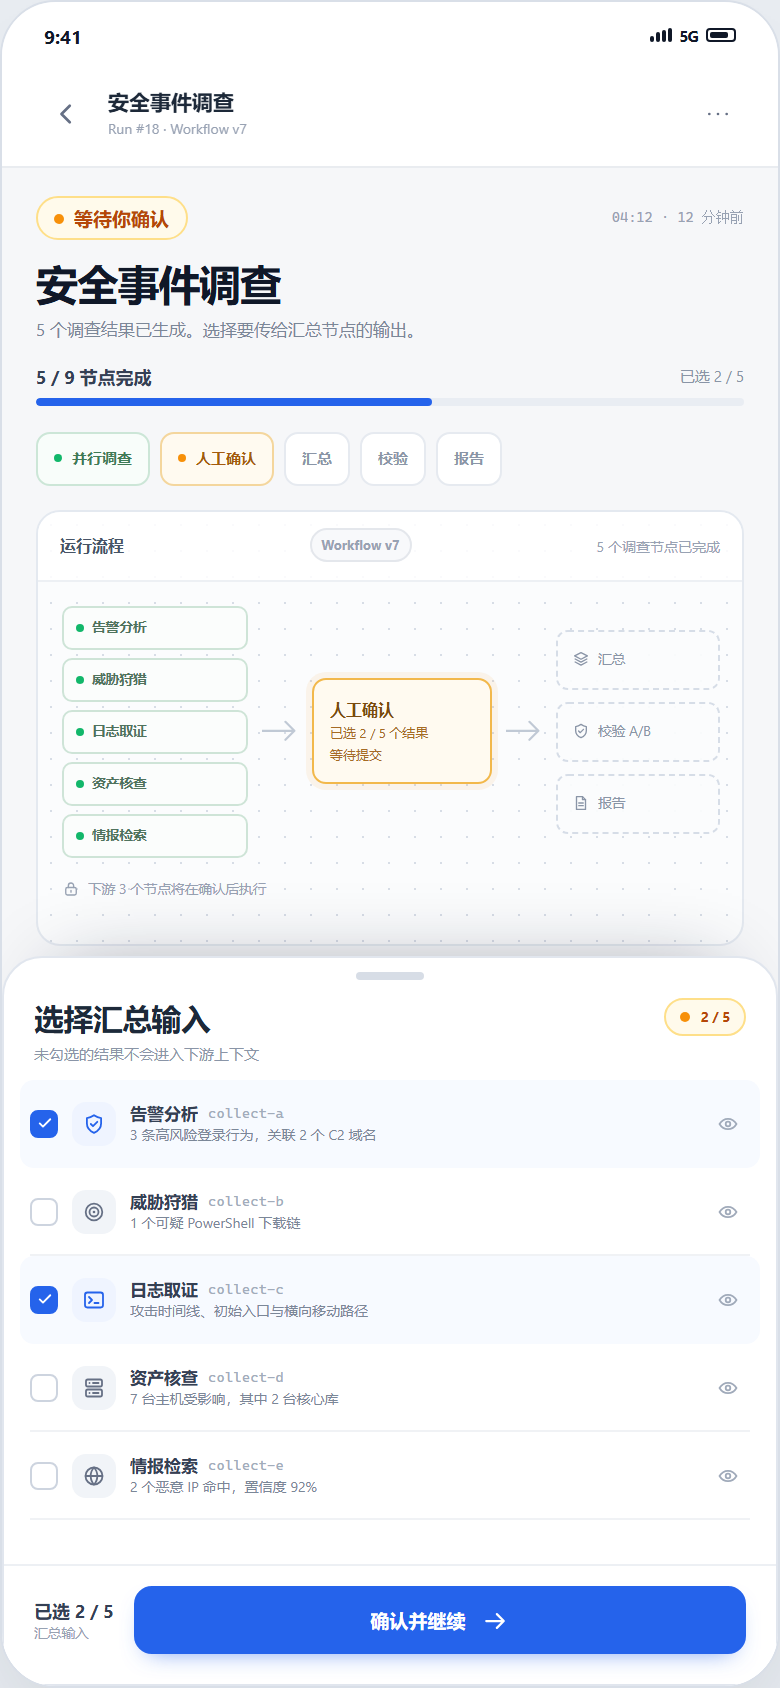 9:41
5G
安全事件调查
Run #18 · Workflow v7
···
等待你确认
04:12 · 12 分钟前
安全事件调查
5 个调查结果已生成。选择要传给汇总节点的输出。
5 / 9 节点完成
已选 2 / 5
并行调查
人工确认
汇总
校验
报告
运行流程
Workflow v7
5 个调查节点已完成
告警分析
威胁狩猎
日志取证
资产核查
情报检索
人工确认
已选 2 / 5 个结果
等待提交
汇总
校验 A/B
报告
下游 3 个节点将在确认后执行
选择汇总输入
2 / 5
未勾选的结果不会进入下游上下文
告警分析 collect-a
3 条高风险登录行为，关联 2 个 C2 域名
威胁狩猎 collect-b
1 个可疑 PowerShell 下载链
日志取证 collect-c
攻击时间线、初始入口与横向移动路径
资产核查 collect-d
7 台主机受影响，其中 2 台核心库
情报检索 collect-e
2 个恶意 IP 命中，置信度 92%
已选 2 / 5
汇总输入
确认并继续